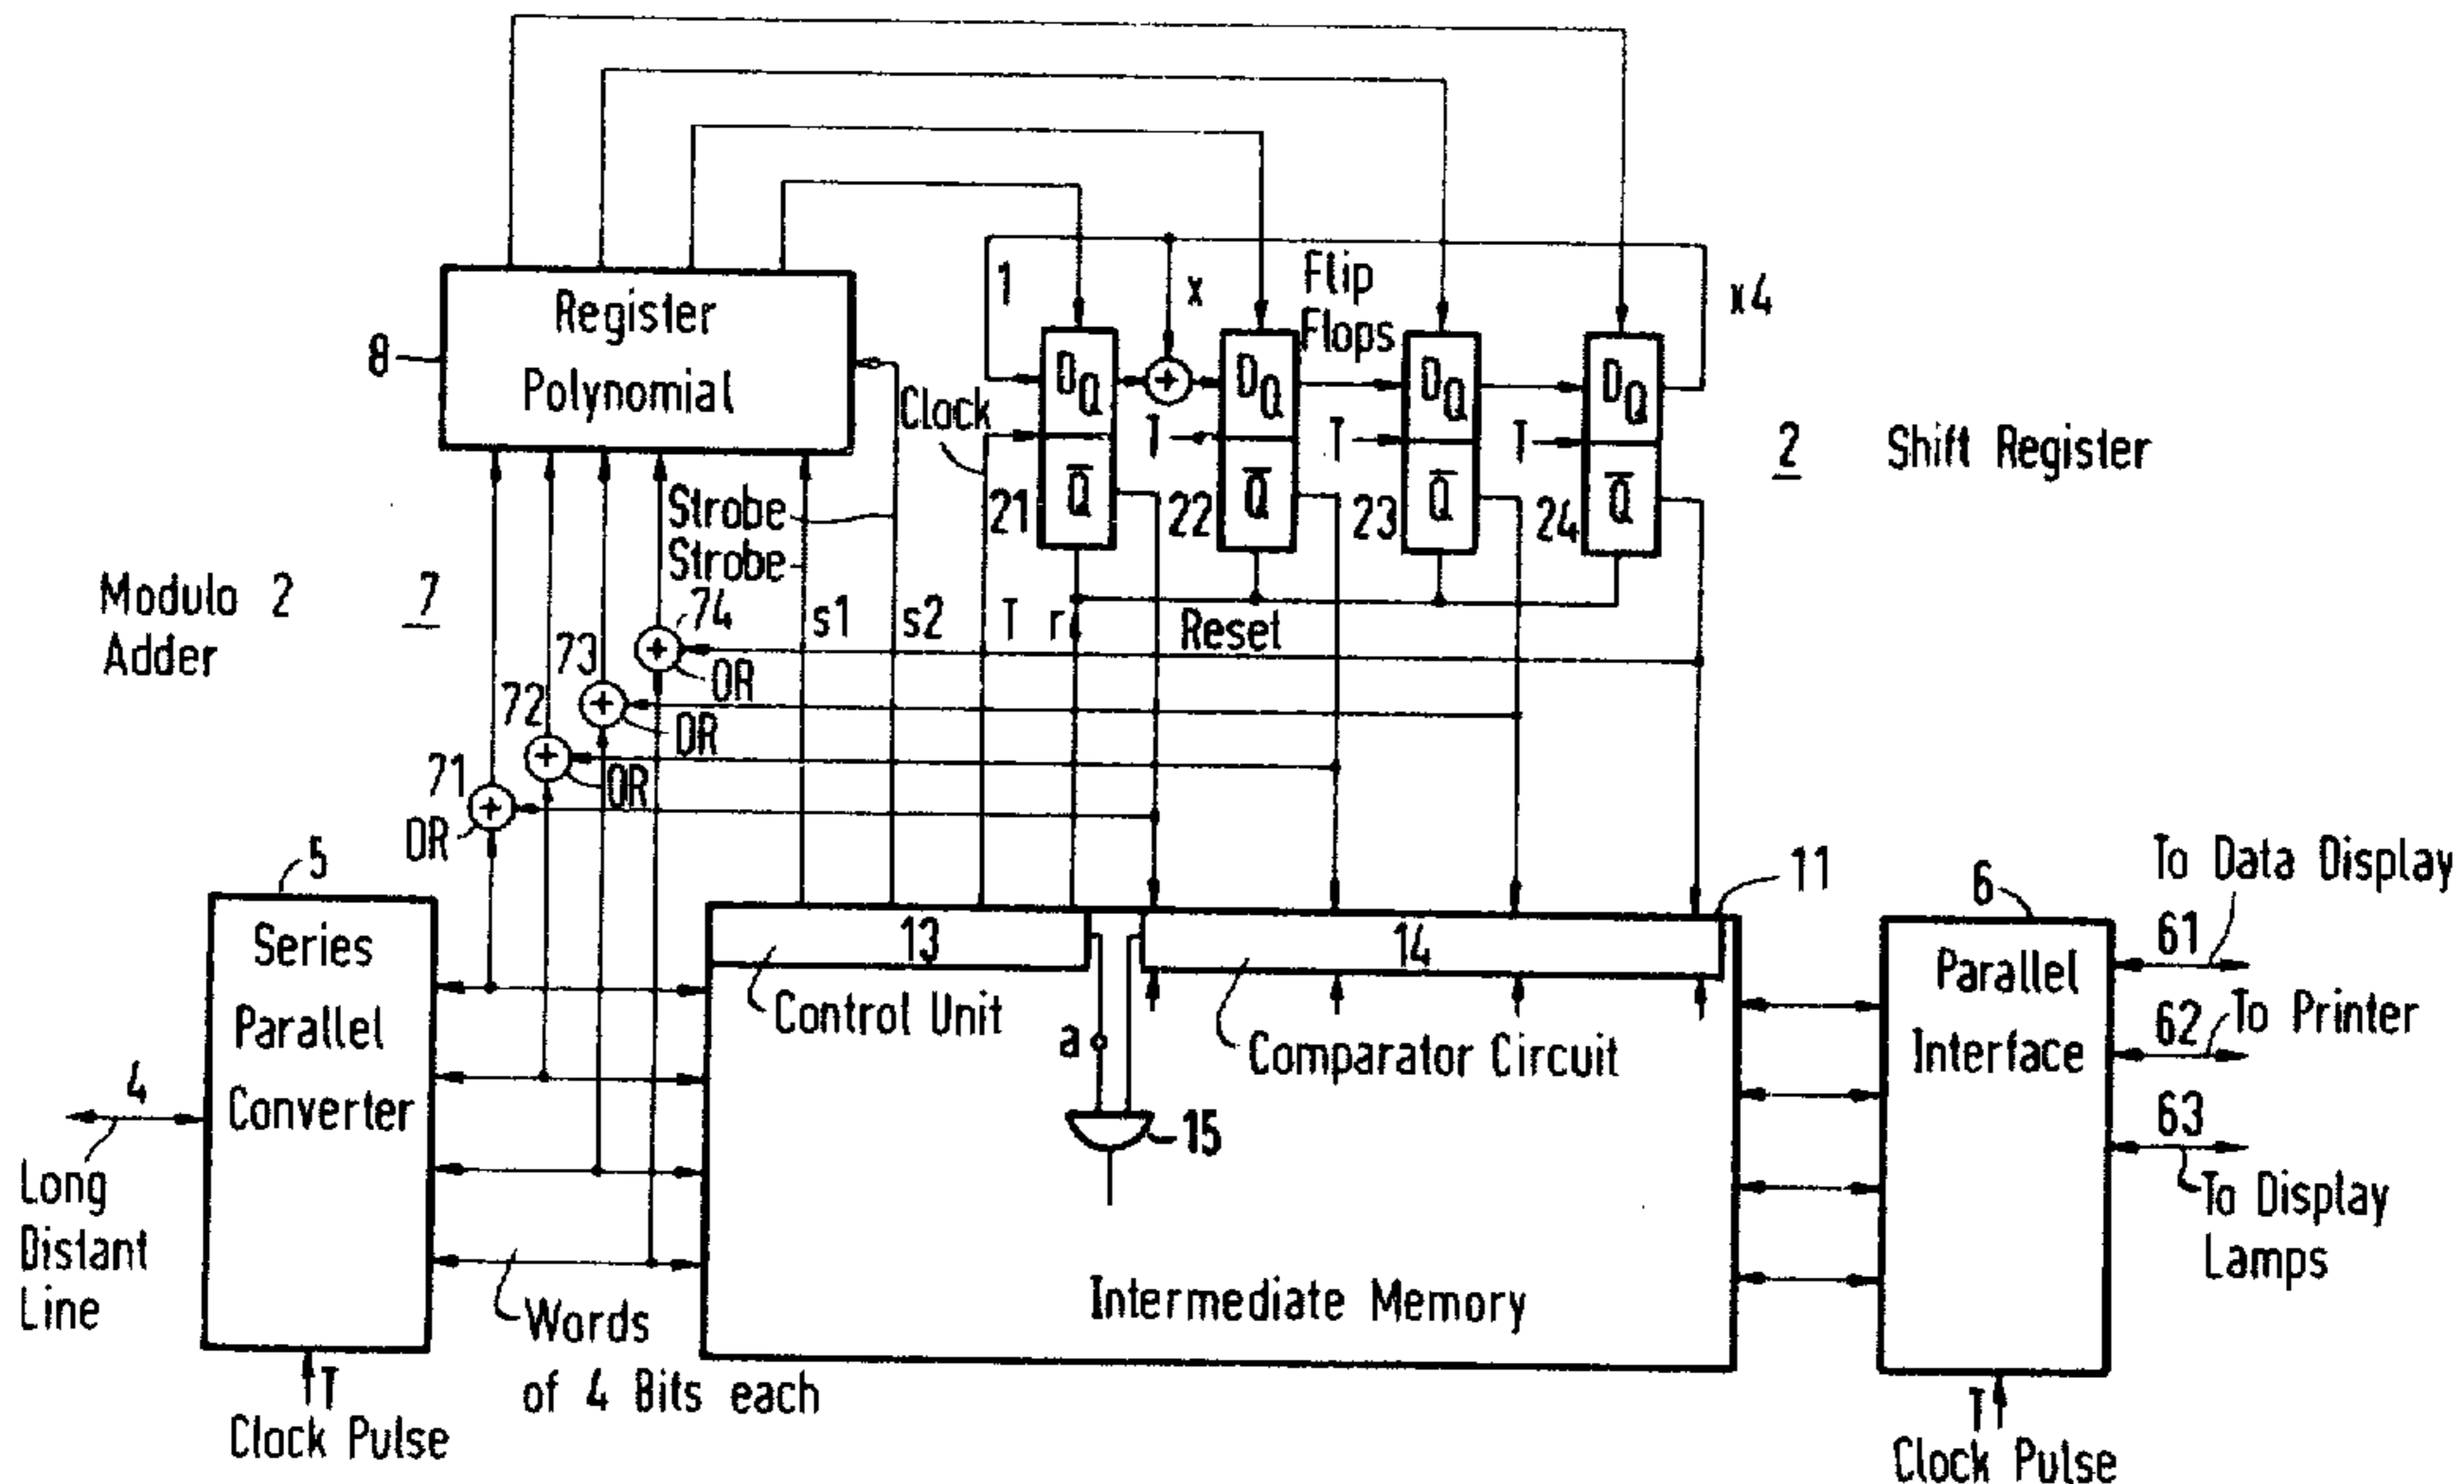 Register
Polynomial
8
1
x
Flip
Flops
x4
D Q
D Q
D Q
D Q
Clock
T
T
T
Q̅
Q̅
Q̅
Q̅
21
22
23
24
2
Shift Register
Strobe
Strobe
s1
s2
T
r
Reset
Modulo 2
Adder
7
74
OR
73
OR
72
OR
71
OR
5
Series
Parallel
Converter
4
Long
Distant
Line
T
Clock Pulse
Words
of 4 Bits each
13
Control Unit
14
Comparator Circuit
11
a
15
Intermediate Memory
6
Parallel
Interface
61
To Data Display
62
To Printer
63
To Display
Lamps
T
Clock Pulse